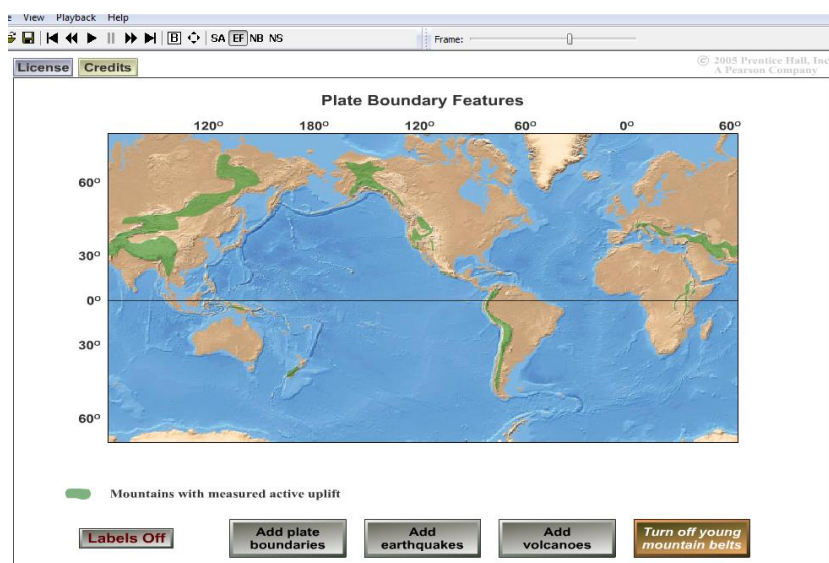 View Playback Help
B SA EF NB NS Frame:
License Credits
© 2005 Prentice Hall, Inc
A Pearson Company
Plate Boundary Features
120° 180° 120° 60° 0° 60°
60°
30°
0°
30°
60°
Mountains with measured active uplift
Labels Off
Add plate
boundaries
Add
earthquakes
Add
volcanoes
Turn off young
mountain belts